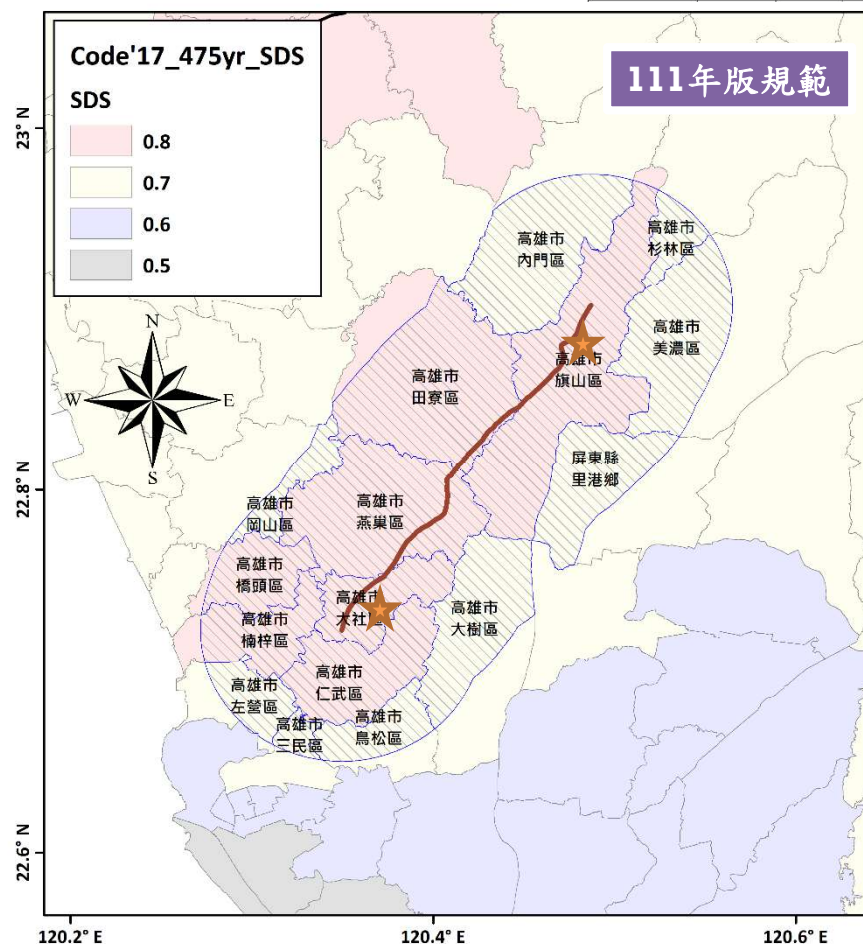 Code'17_475yr_SDS
SDS
0.8
0.7
0.6
0.5
111年版規範
N
W
E
S
23° N
22.8° N
22.6° N
120.2° E
120.4° E
120.6° E
高雄市
內門區
高雄市
杉林區
高雄市
美濃區
高雄市
旗山區
高雄市
田寮區
屏東縣
里港鄉
高雄市
岡山區
高雄市
燕巢區
高雄市
橋頭區
高雄市
大社區
高雄市
大樹區
高雄市
楠梓區
高雄市
仁武區
高雄市
左營區
高雄市
三民區
高雄市
鳥松區